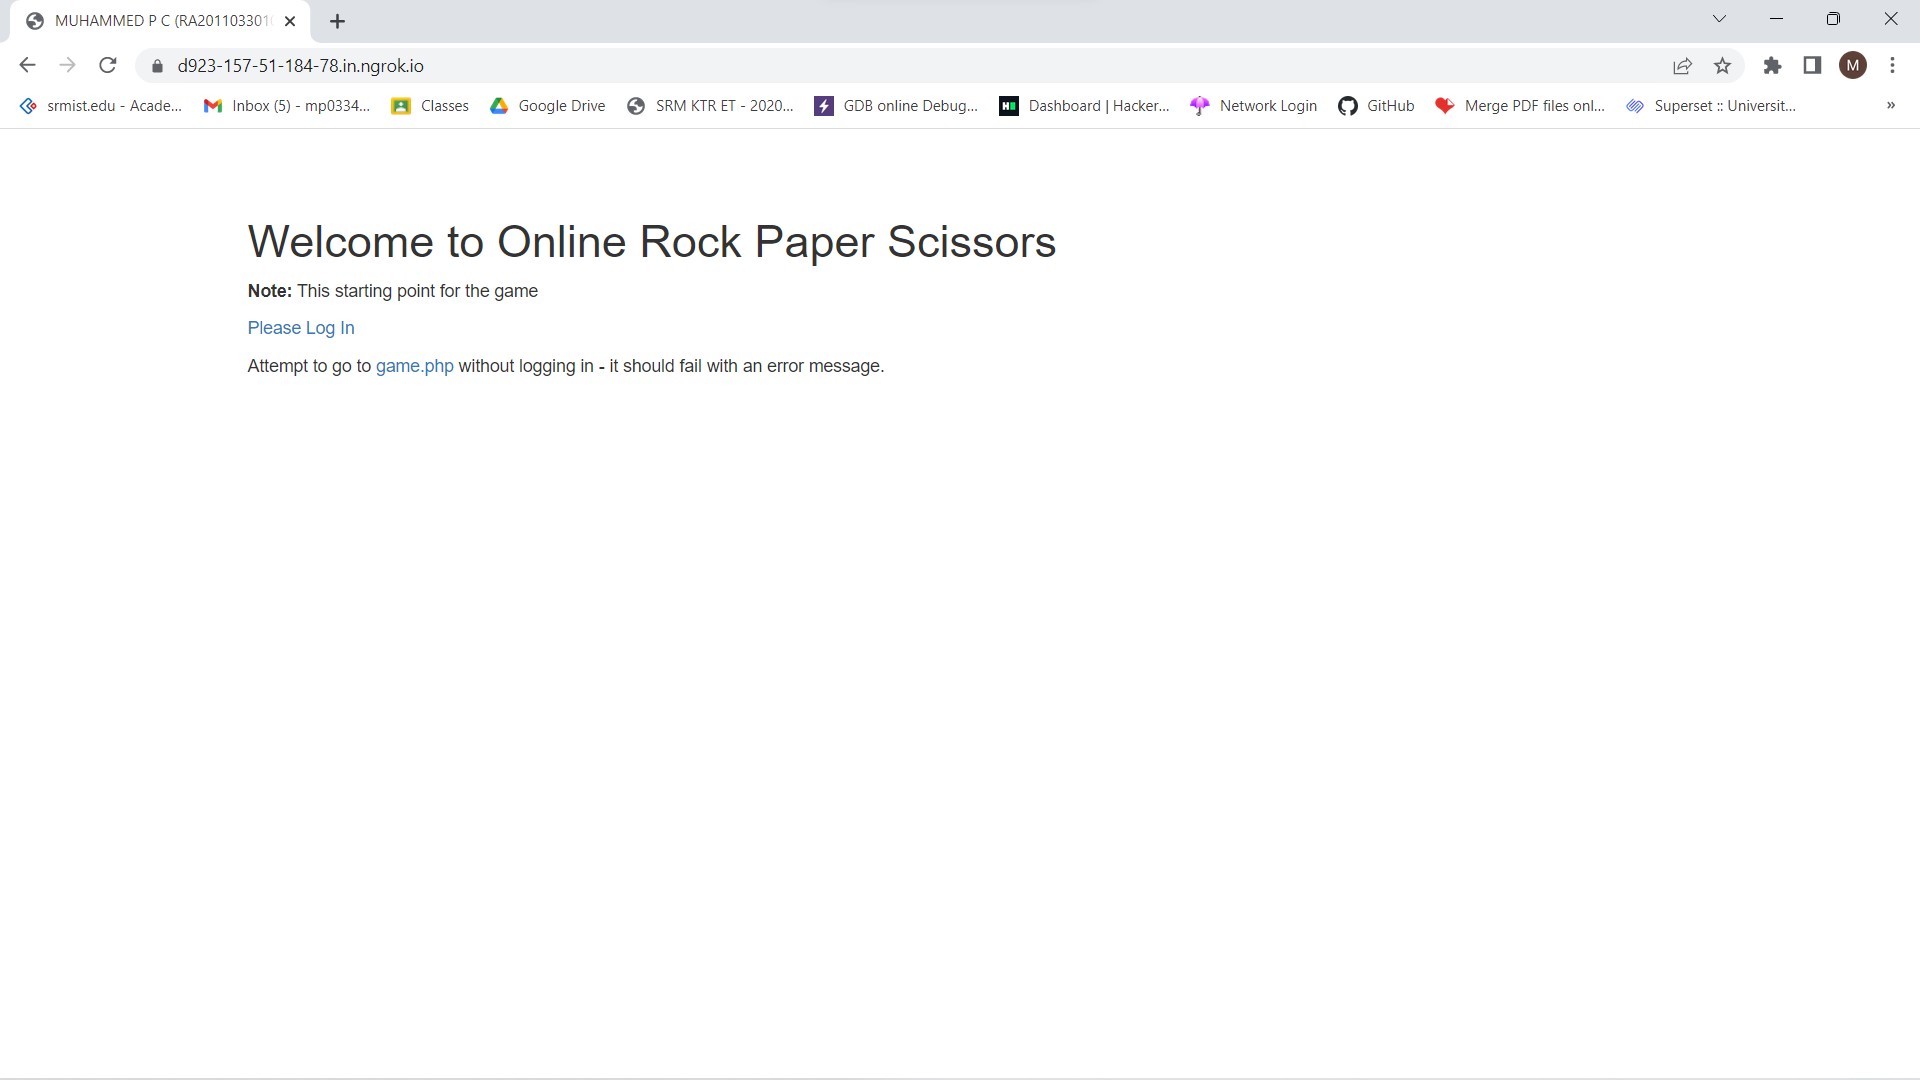 MUHAMMED P C (RA201103301
d923-157-51-184-78.in.ngrok.io
M
srmist.edu - Acade...
Inbox (5) - mp0334...
Classes
Google Drive
SRM KTR ET - 2020...
GDB online Debug...
Dashboard | Hacker...
Network Login
GitHub
Merge PDF files onl...
Superset :: Universit...
»
Welcome to Online Rock Paper Scissors
Note: This starting point for the game
Please Log In
Attempt to go to game.php without logging in - it should fail with an error message.